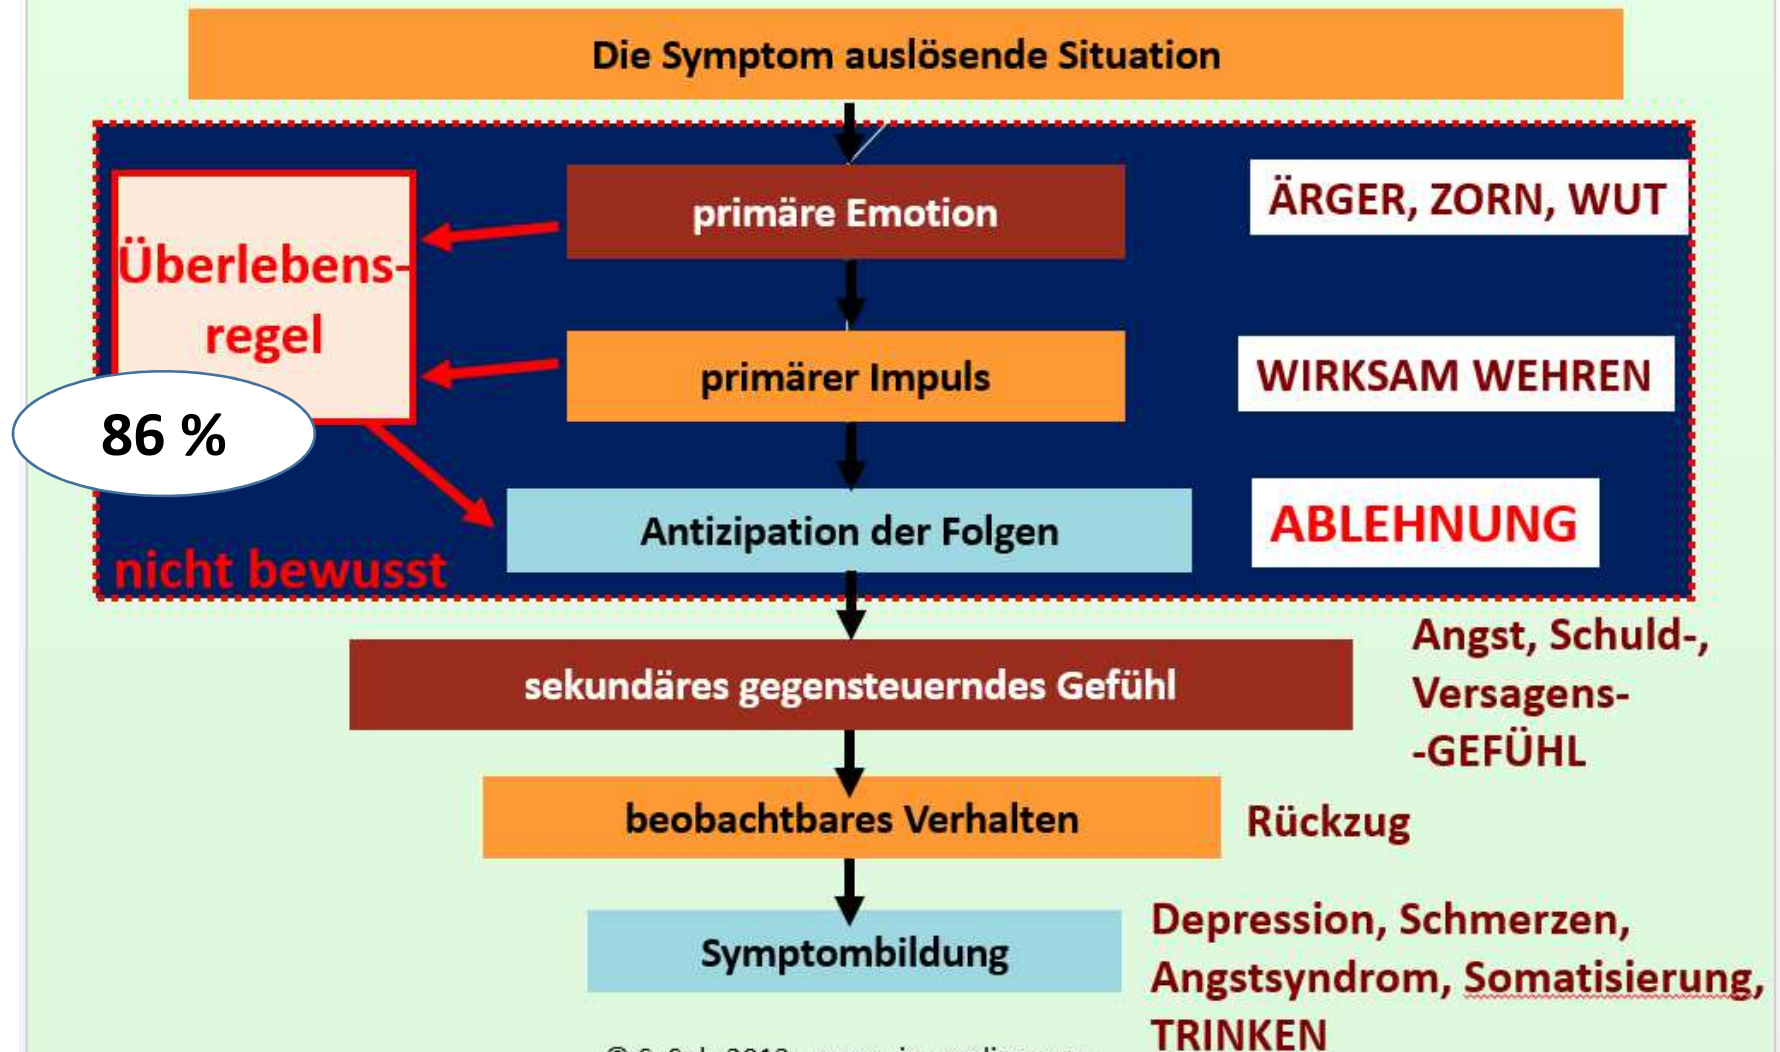 Die Symptom auslösende Situation
primäre Emotion
ÄRGER, ZORN, WUT
Überlebens-
regel
primärer Impuls
WIRKSAM WEHREN
86 %
Antizipation der Folgen
ABLEHNUNG
nicht bewusst
sekundäres gegensteuerndes Gefühl
Angst, Schuld-,
Versagens-
-GEFÜHL
beobachtbares Verhalten
Rückzug
Symptombildung
Depression, Schmerzen,
Angstsyndrom, Somatisierung,
TRINKEN